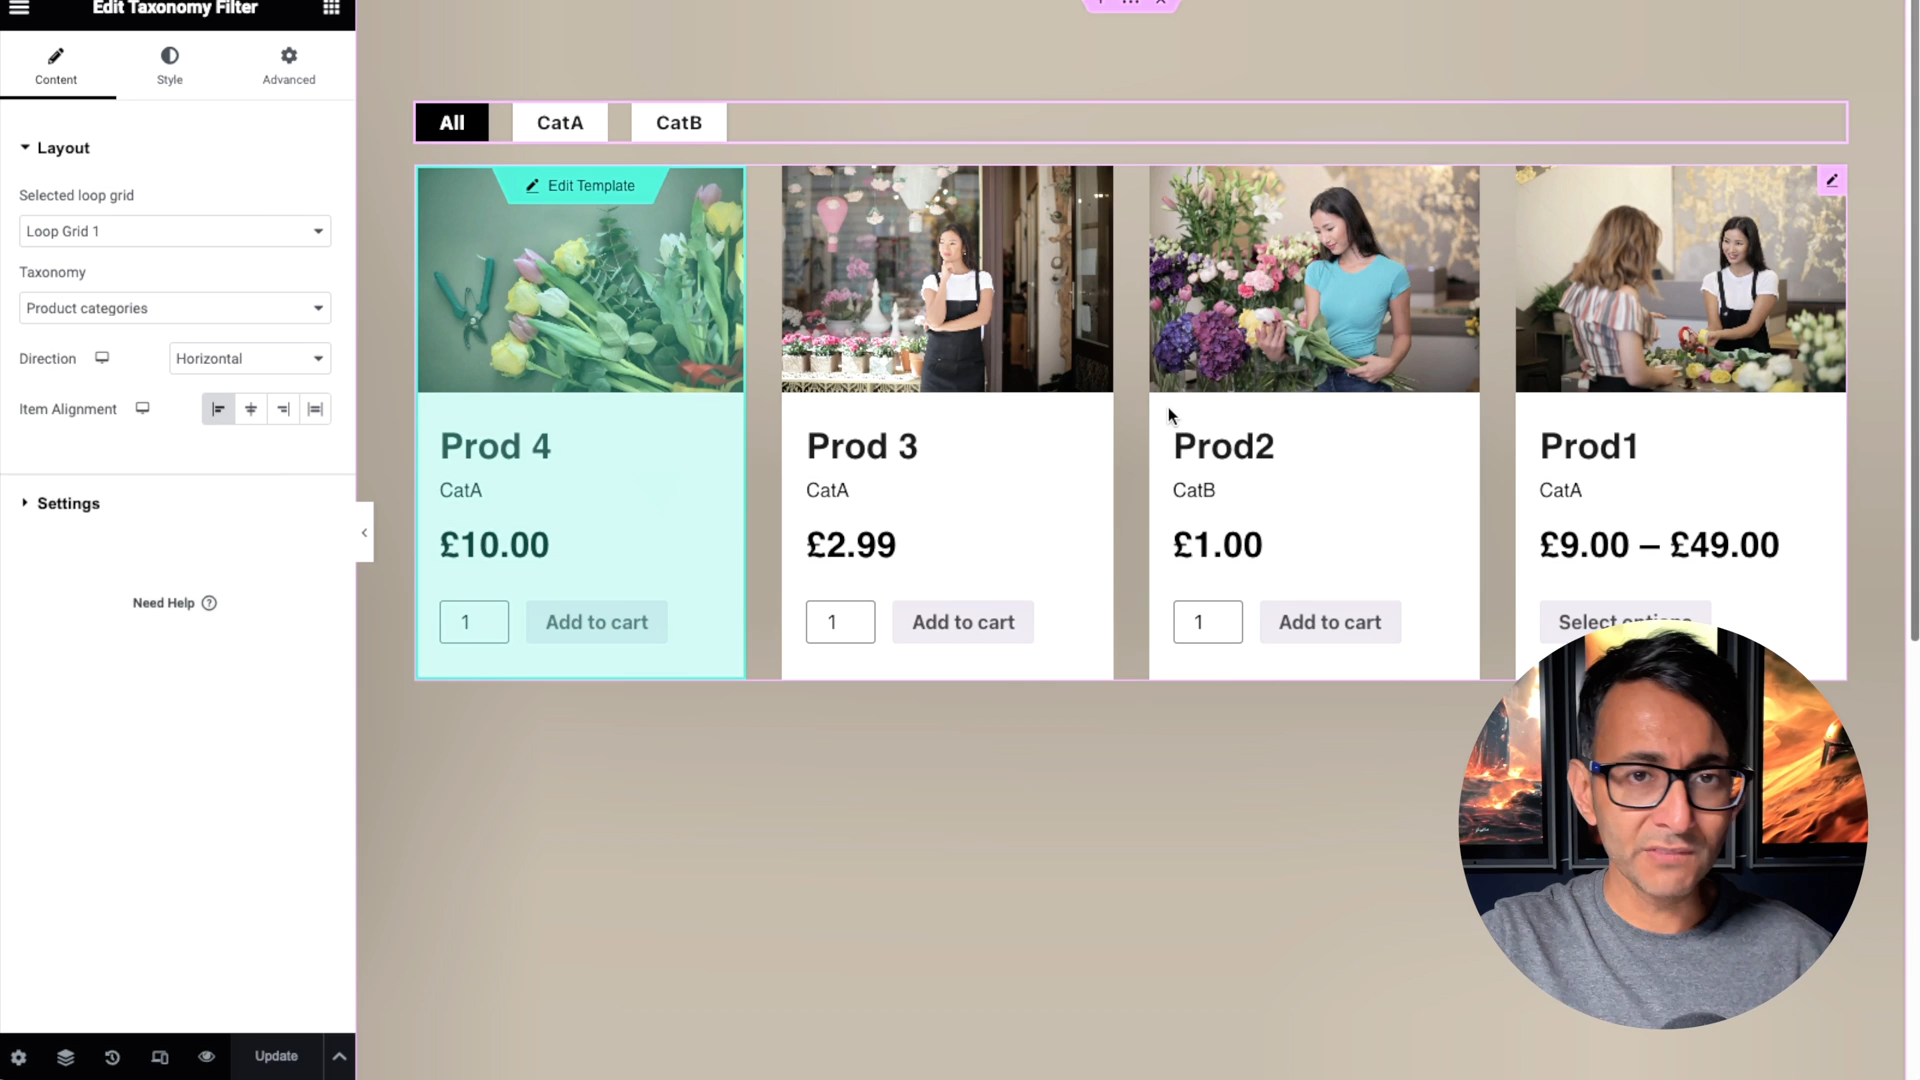 Edit Taxonomy Filter
Content
Style
Advanced
Layout
Selected loop grid
Loop Grid 1
Taxonomy
Product categories
Direction
Horizontal
Item Alignment
Settings
Need Help
Update
All
CatA
CatB
Edit Template
Prod 4
CatA
£10.00
1
Add to cart
Prod 3
CatA
£2.99
1
Add to cart
Prod2
CatB
£1.00
1
Add to cart
Prod1
CatA
£9.00 – £49.00
Select options